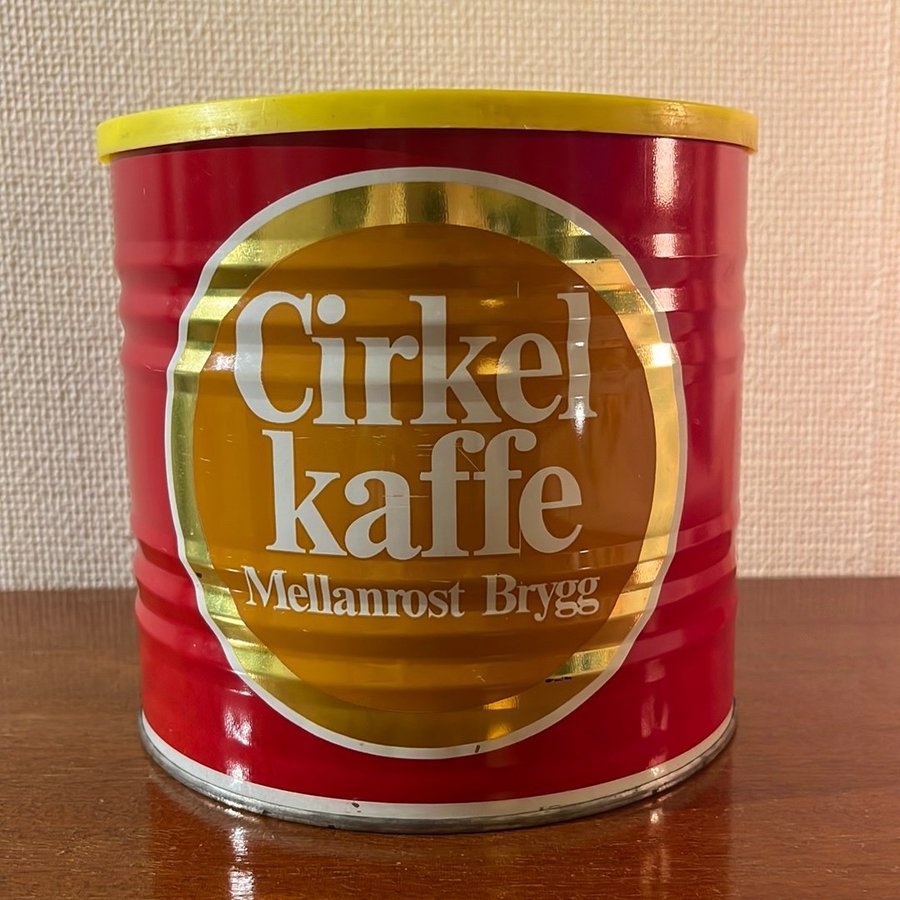 Cirkel
kaffe
Mellanrost Brygg